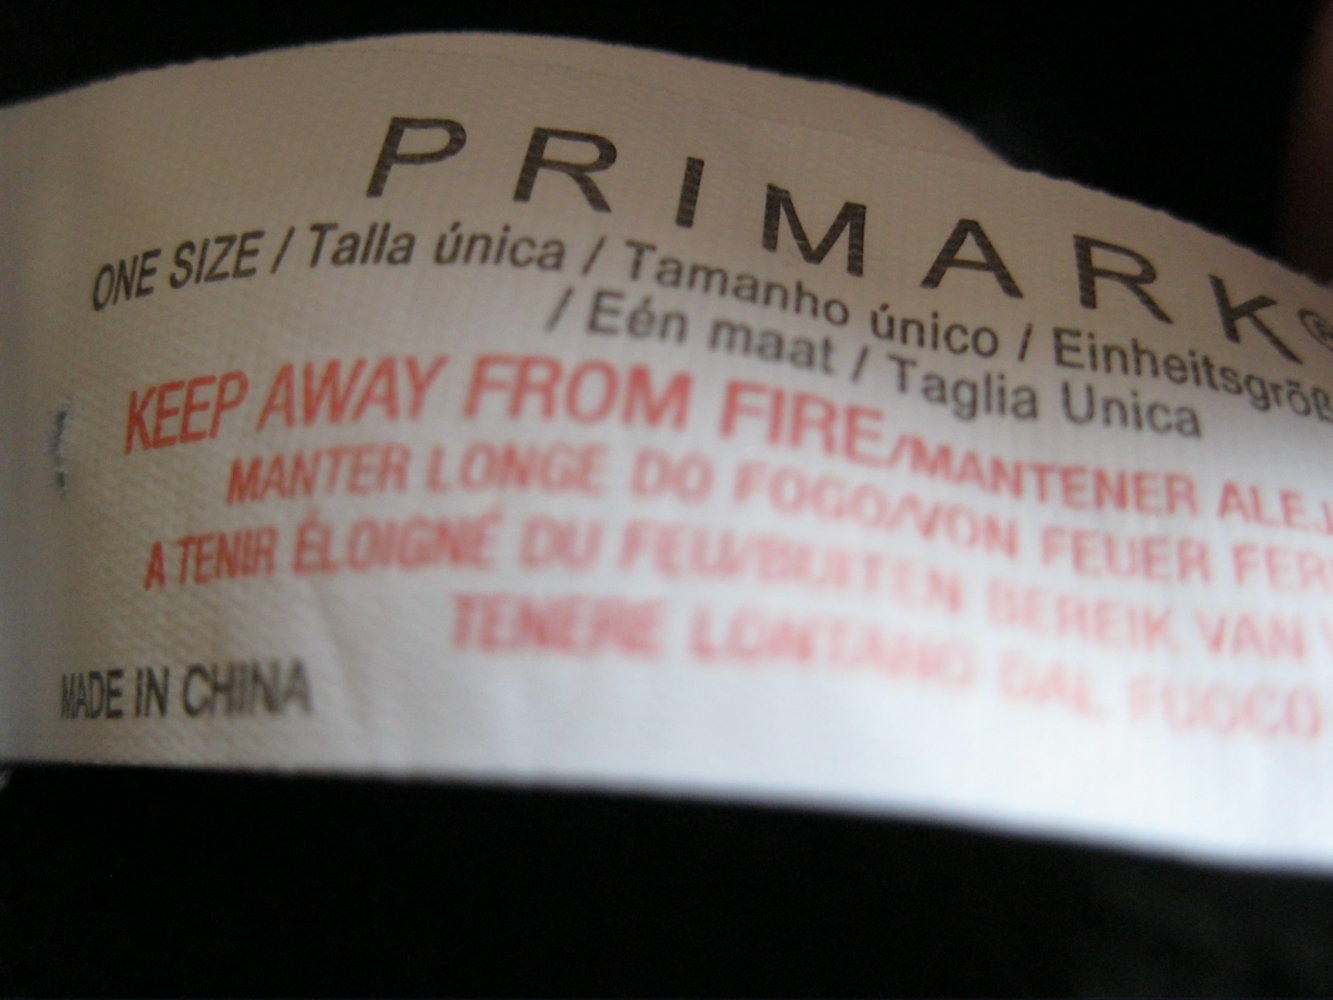 PRIMARK®
ONE SIZE / Talla única / Tamanho único / Einheitsgröß
/ Eén maat / Taglia Unica
KEEP AWAY FROM FIRE/MANTENER ALEJ
MANTER LONGE DO FOGO/VON FEUER FER
A TENIR ÉLOIGNÉ DU FEU/BUITEN BEREIK VAN
TENERE LONTANO DAL FUOCO
MADE IN CHINA